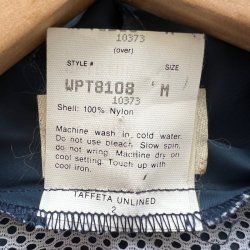 10373
(over)
STYLE # SIZE
WPT8108 M
10373
Shell: 100% Nylon
Machine wash in cold water.
Do not use bleach. Slow spin,
do not wring. Machine dry on
cool setting. Touch up with
cool iron.
TAFFETA UNLINED
2